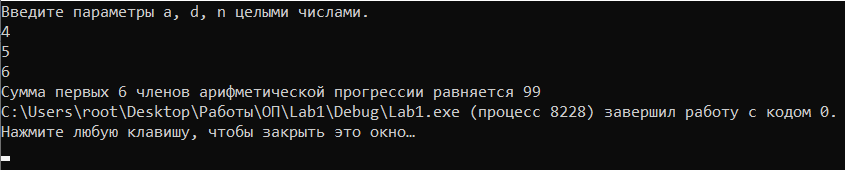 Введите параметры a, d, n целыми числами.
4
5
6
Сумма первых 6 членов арифметической прогрессии равняется 99
C:\Users\root\Desktop\Работы\ОП\Lab1\Debug\Lab1.exe (процесс 8228) завершил работу с кодом 0.
Нажмите любую клавишу, чтобы закрыть это окно…